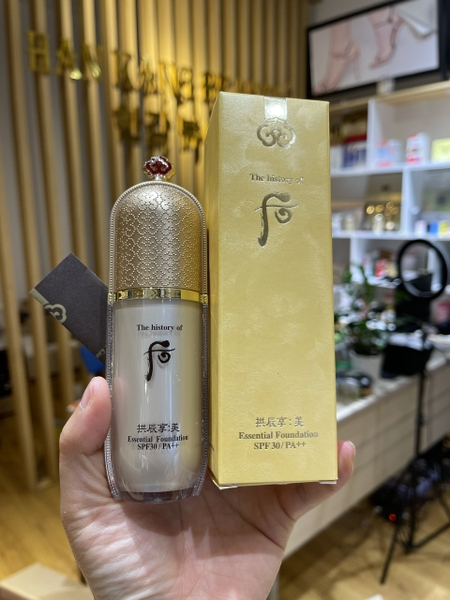 The history of
后
拱辰享:美
Essential Foundation
SPF30/PA++
The history of
后
拱辰享:美
Essential Foundation
SPF30/PA++